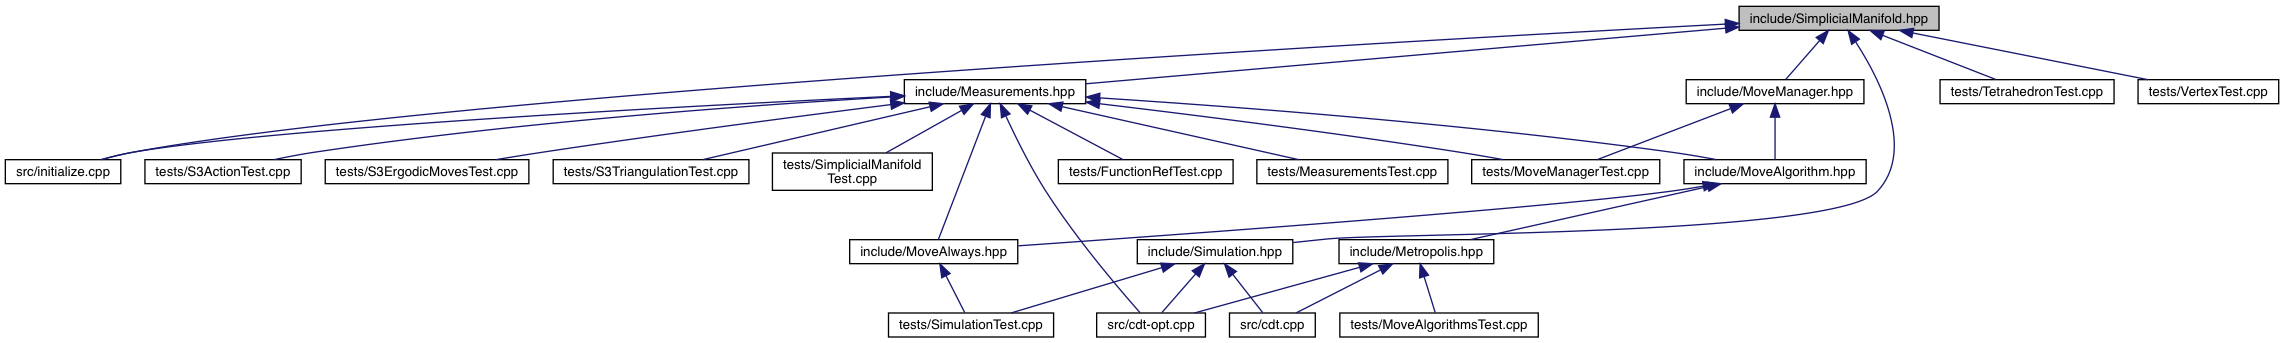 include/SimplicialManifold.hpp
include/Measurements.hpp
include/MoveManager.hpp
tests/TetrahedronTest.cpp
tests/VertexTest.cpp
src/initialize.cpp
tests/S3ActionTest.cpp
tests/S3ErgodicMovesTest.cpp
tests/S3TriangulationTest.cpp
tests/SimplicialManifold
Test.cpp
tests/FunctionRefTest.cpp
tests/MeasurementsTest.cpp
tests/MoveManagerTest.cpp
include/MoveAlgorithm.hpp
include/MoveAlways.hpp
include/Simulation.hpp
include/Metropolis.hpp
tests/SimulationTest.cpp
src/cdt-opt.cpp
src/cdt.cpp
tests/MoveAlgorithmsTest.cpp